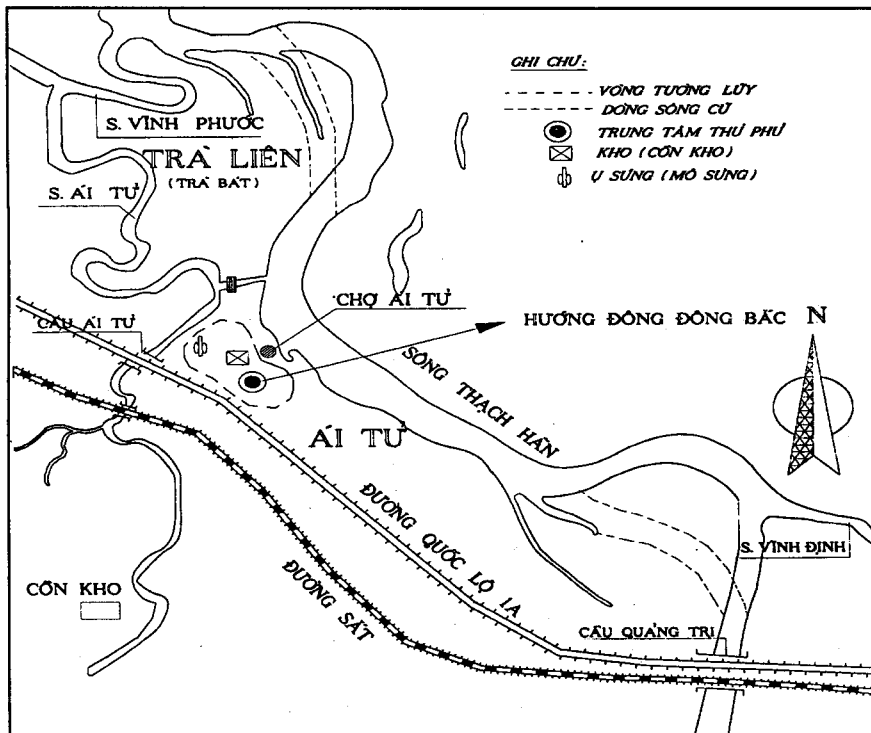 GHI CHÚ:
VÒNG TƯỜNG LŨY
DÒNG SÔNG CŨ
TRUNG TÂM THỦ PHỦ
KHO (CỒN KHO)
Ụ SÚNG (MÔ SÚNG)
S. VĨNH PHƯỚC
TRÀ LIÊN
(TRÀ BÁT)
S. ÁI TỬ
CHỢ ÁI TỬ
HƯỚNG ĐÔNG ĐÔNG BẮC
N
CẦU ÁI TỬ
SÔNG THẠCH HÃN
ÁI TỬ
ĐƯỜNG QUỐC LỘ 1A
ĐƯỜNG SẮT
S. VĨNH ĐỊNH
CỒN KHO
CẦU QUẢNG TRỊ